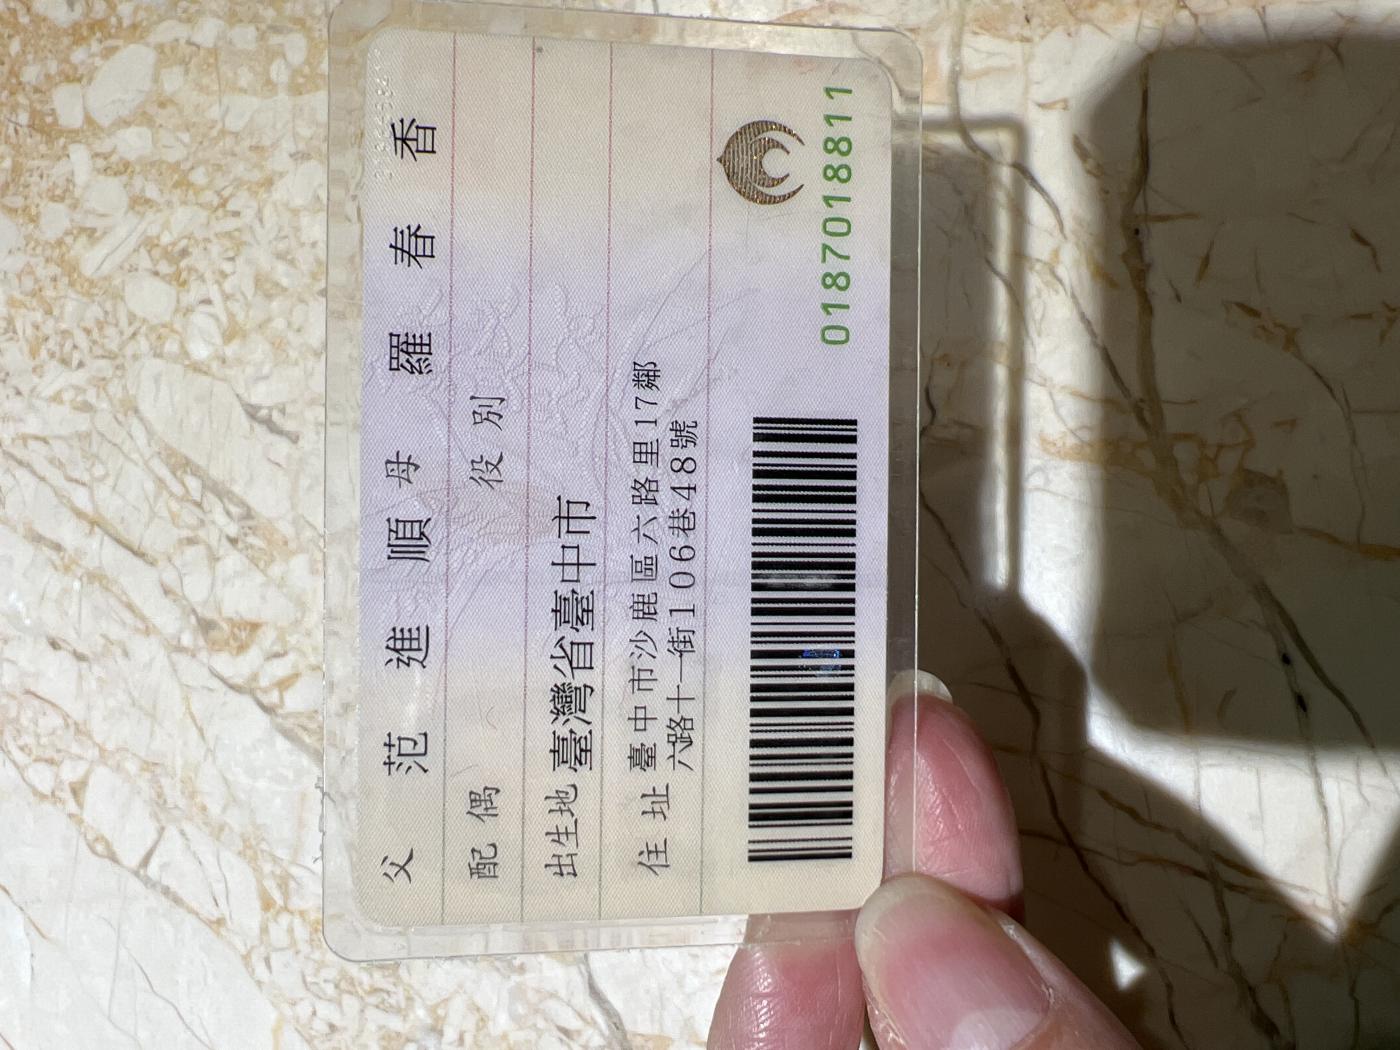 父 范進順 母 羅春香
配偶 役別
出生地 臺灣省臺中市
住址 臺中市沙鹿區六路里17鄰
六路十一街106巷48號
0187018811